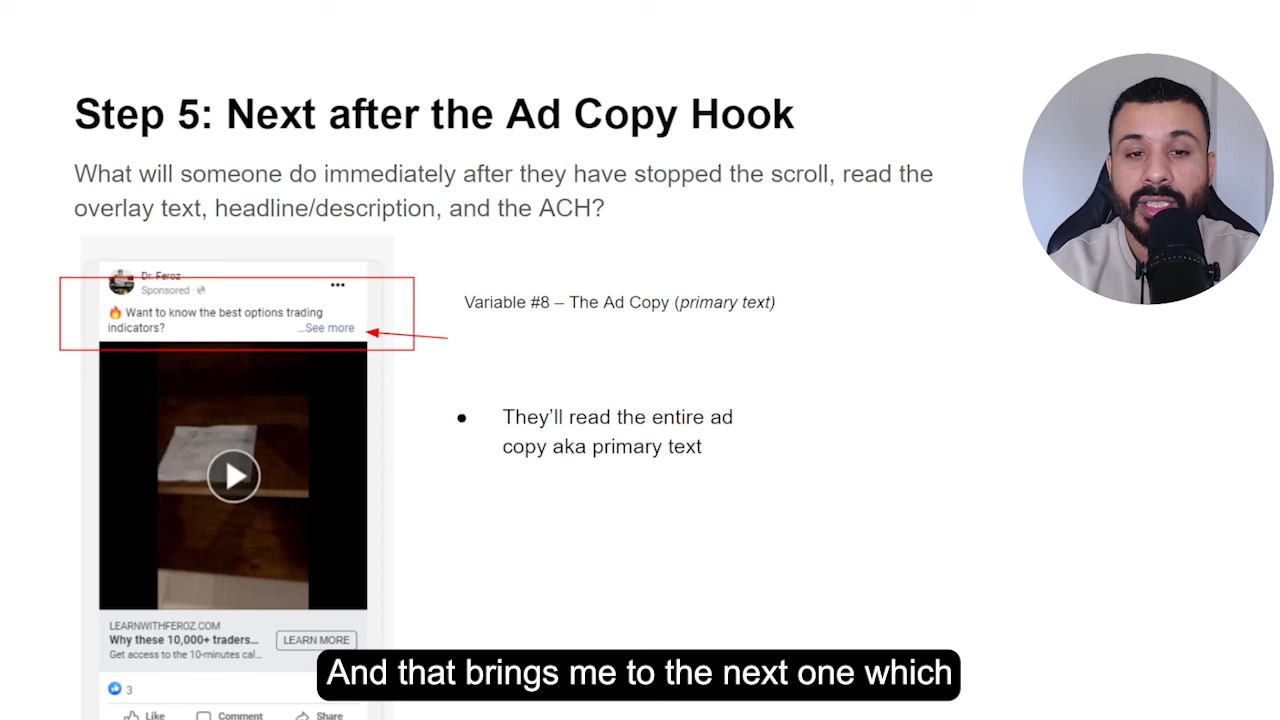 Step 5: Next after the Ad Copy Hook
What will someone do immediately after they have stopped the scroll, read the
overlay text, headline/description, and the ACH?
Dr. Feroz
Sponsored ·
🔥 Want to know the best options trading
indicators?
...See more
Variable #8 – The Ad Copy (primary text)
● They’ll read the entire ad
copy aka primary text
LEARNWITHFEROZ.COM
Why these 10,000+ traders...
LEARN MORE
Get access to the 10-minutes cal...
3
Like Comment Share
And that brings me to the next one which